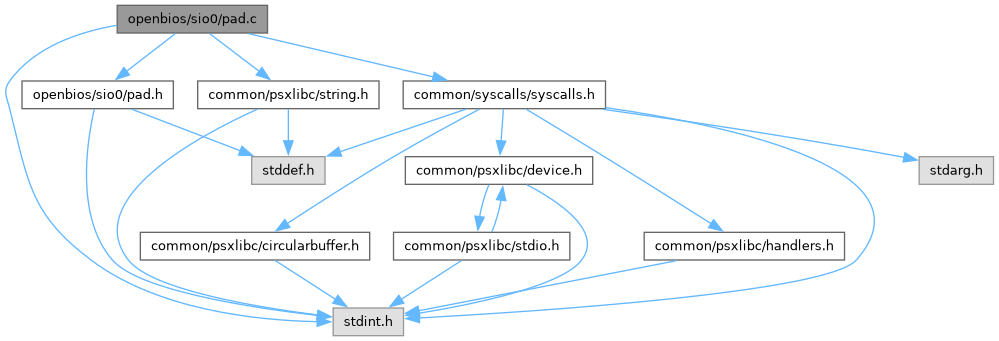 openbios/sio0/pad.c
openbios/sio0/pad.h
common/psxlibc/string.h
common/syscalls/syscalls.h
stddef.h
common/psxlibc/device.h
stdarg.h
common/psxlibc/circularbuffer.h
common/psxlibc/stdio.h
common/psxlibc/handlers.h
stdint.h